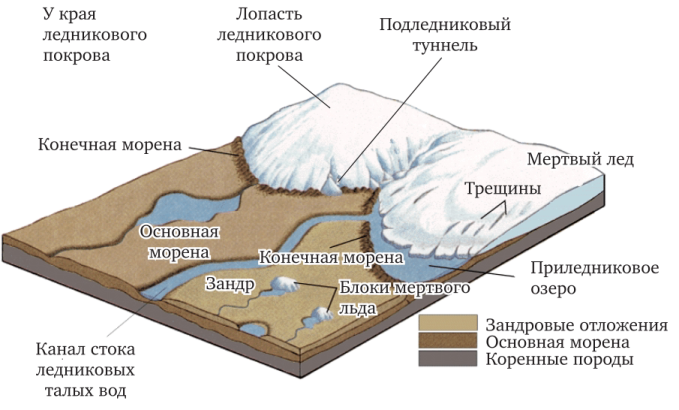 У края
ледникового
покрова
Лопасть
ледникового
покрова
Подледниковый
туннель
Конечная морена
Мертвый лед
Трещины
Основная
морена
Конечная морена
Зандр
Блоки мертвого
льда
Приледниковое
озеро
Канал стока
ледниковых
талых вод
Зандровые отложения
Основная морена
Коренные породы